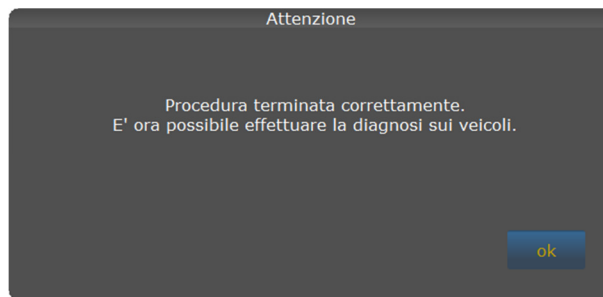 Attenzione
Procedura terminata correttamente.
E' ora possibile effettuare la diagnosi sui veicoli.
ok